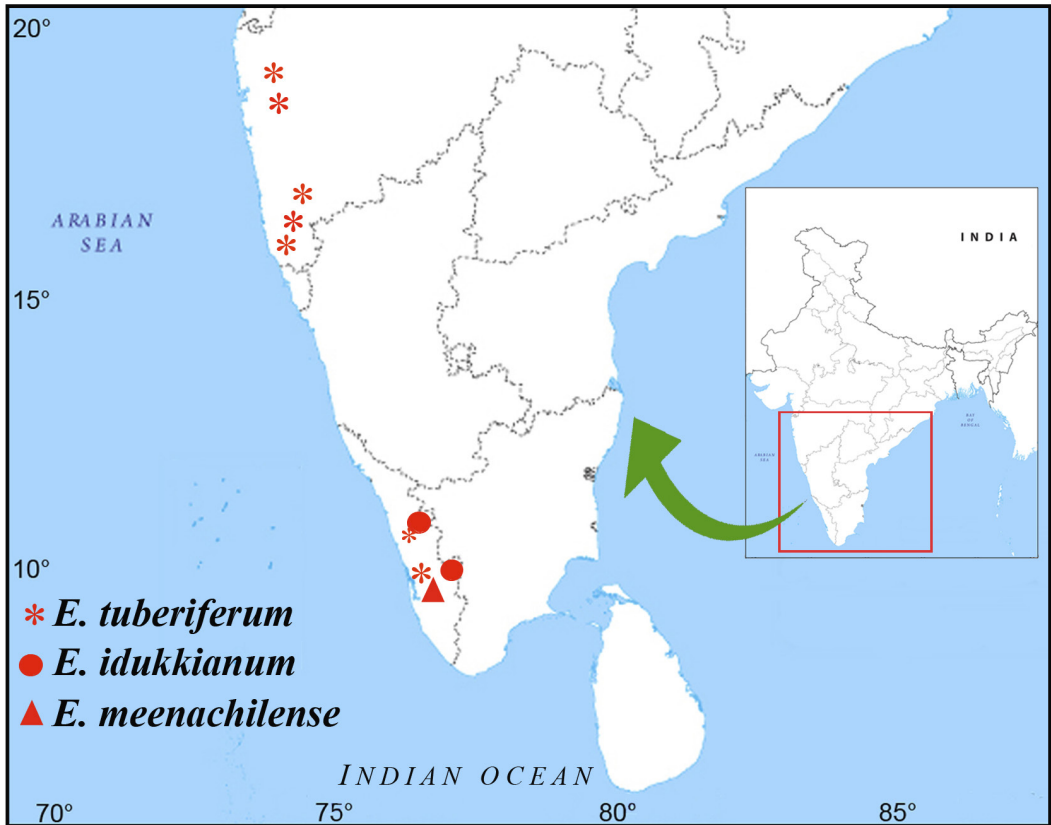 20°
ARABIAN
SEA
INDIA
15°
ARABIAN
SEA
BAY
OF
BENGAL
10°
* E. tuberiferum
E. idukkianum
E. meenachilense
INDIAN OCEAN
70°
75°
80°
85°